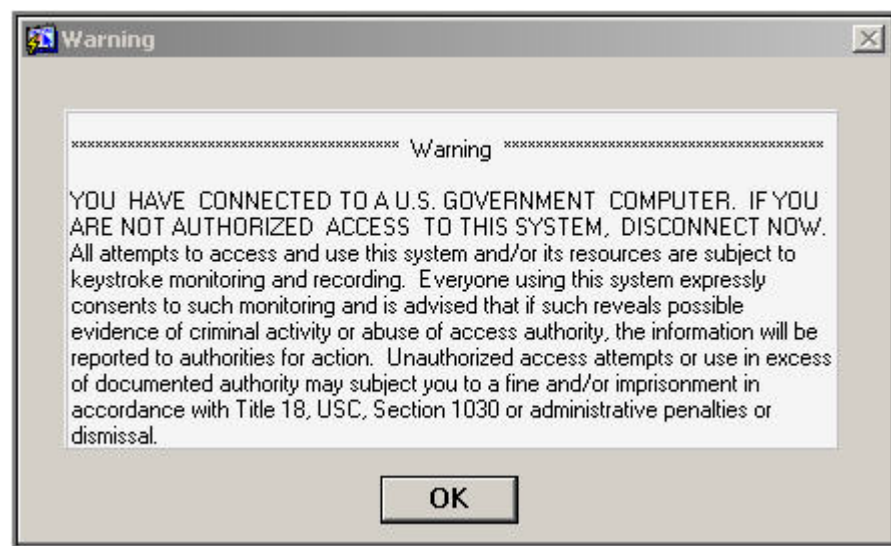 Warning
**************************************** Warning ****************************************
YOU HAVE CONNECTED TO A U.S. GOVERNMENT COMPUTER. IF YOU
ARE NOT AUTHORIZED ACCESS TO THIS SYSTEM, DISCONNECT NOW.
All attempts to access and use this system and/or its resources are subject to
keystroke monitoring and recording. Everyone using this system expressly
consents to such monitoring and is advised that if such reveals possible
evidence of criminal activity or abuse of access authority, the information will be
reported to authorities for action. Unauthorized access attempts or use in excess
of documented authority may subject you to a fine and/or imprisonment in
accordance with Title 18, USC, Section 1030 or administrative penalties or
dismissal.
OK